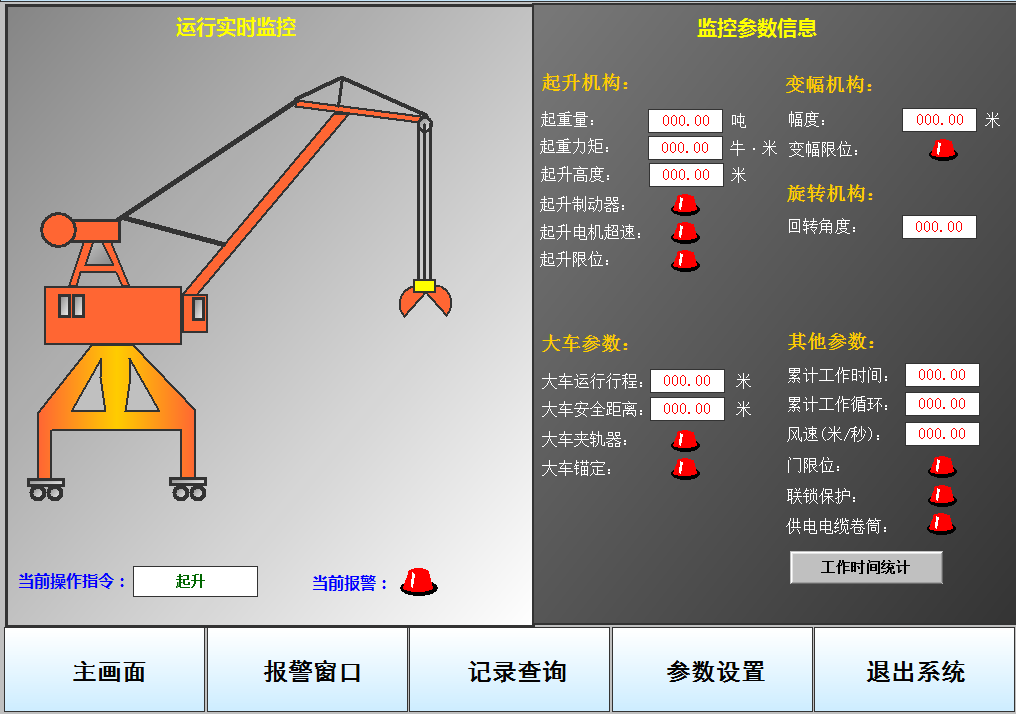 运行实时监控
当前操作指令： 起升
当前报警：
监控参数信息
起升机构：
起重量： 000.00 吨
起重力矩： 000.00 牛·米
起升高度： 000.00 米
起升制动器：
起升电机超速：
起升限位：
变幅机构：
幅度： 000.00 米
变幅限位：
旋转机构：
回转角度： 000.00
大车参数：
大车运行行程： 000.00 米
大车安全距离： 000.00 米
大车夹轨器：
大车锚定：
其他参数：
累计工作时间： 000.00
累计工作循环： 000.00
风速(米/秒)： 000.00
门限位：
联锁保护：
供电电缆卷筒：
工作时间统计
主画面 报警窗口 记录查询 参数设置 退出系统